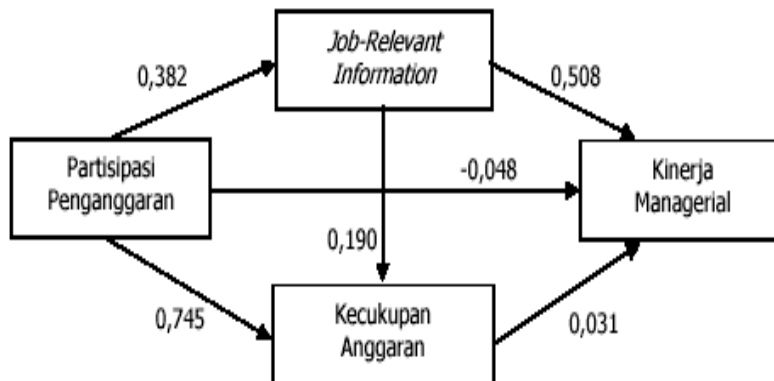 Job-Relevant
Information
0,382
0,508
Partisipasi
Penganggaran
-0,048
Kinerja
Managerial
0,190
0,745
Kecukupan
Anggaran
0,031